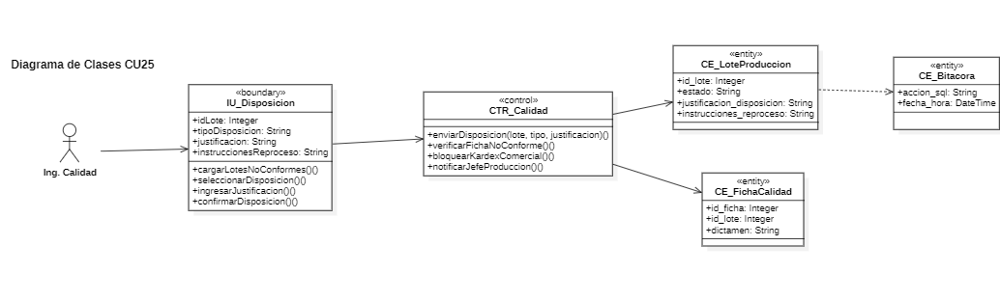 Diagrama de Clases CU25
Ing. Calidad
«boundary»
IU_Disposicion
+idLote: Integer
+tipoDisposicion: String
+justificacion: String
+instruccionesReproceso: String
+cargarLotesNoConformes()()
+seleccionarDisposicion()()
+ingresarJustificacion()()
+confirmarDisposicion()()
«control»
CTR_Calidad
+enviarDisposicion(lote, tipo, justificacion)()
+verificarFichaNoConforme()()
+bloquearKardexComercial()()
+notificarJefeProduccion()()
«entity»
CE_LoteProduccion
+id_lote: Integer
+estado: String
+justificacion_disposicion: String
+instrucciones_reproceso: String
«entity»
CE_Bitacora
+accion_sql: String
+fecha_hora: DateTime
«entity»
CE_FichaCalidad
+id_ficha: Integer
+id_lote: Integer
+dictamen: String